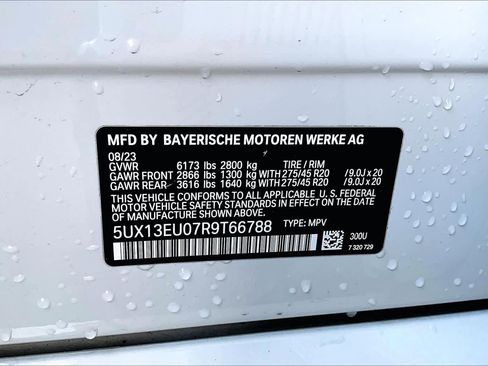 MFD BY BAYERISCHE MOTOREN WERKE AG
08/23
GVWR 6173 lbs 2800 kg TIRE / RIM
GAWR FRONT 2866 lbs 1300 kg WITH 275/45 R20 /9.0J x 20
GAWR REAR 3616 lbs 1640 kg WITH 275/45 R20 /9.0J x 20
THIS VEHICLE CONFORMS TO ALL APPLICABLE U. S. FEDERAL
MOTOR VEHICLE SAFETY STANDARDS IN EFFECT ON THE
DATE OF MANUFACTURE SHOWN ABOVE.
5UX13EU07R9T66788 TYPE: MPV
300U
7 320 729